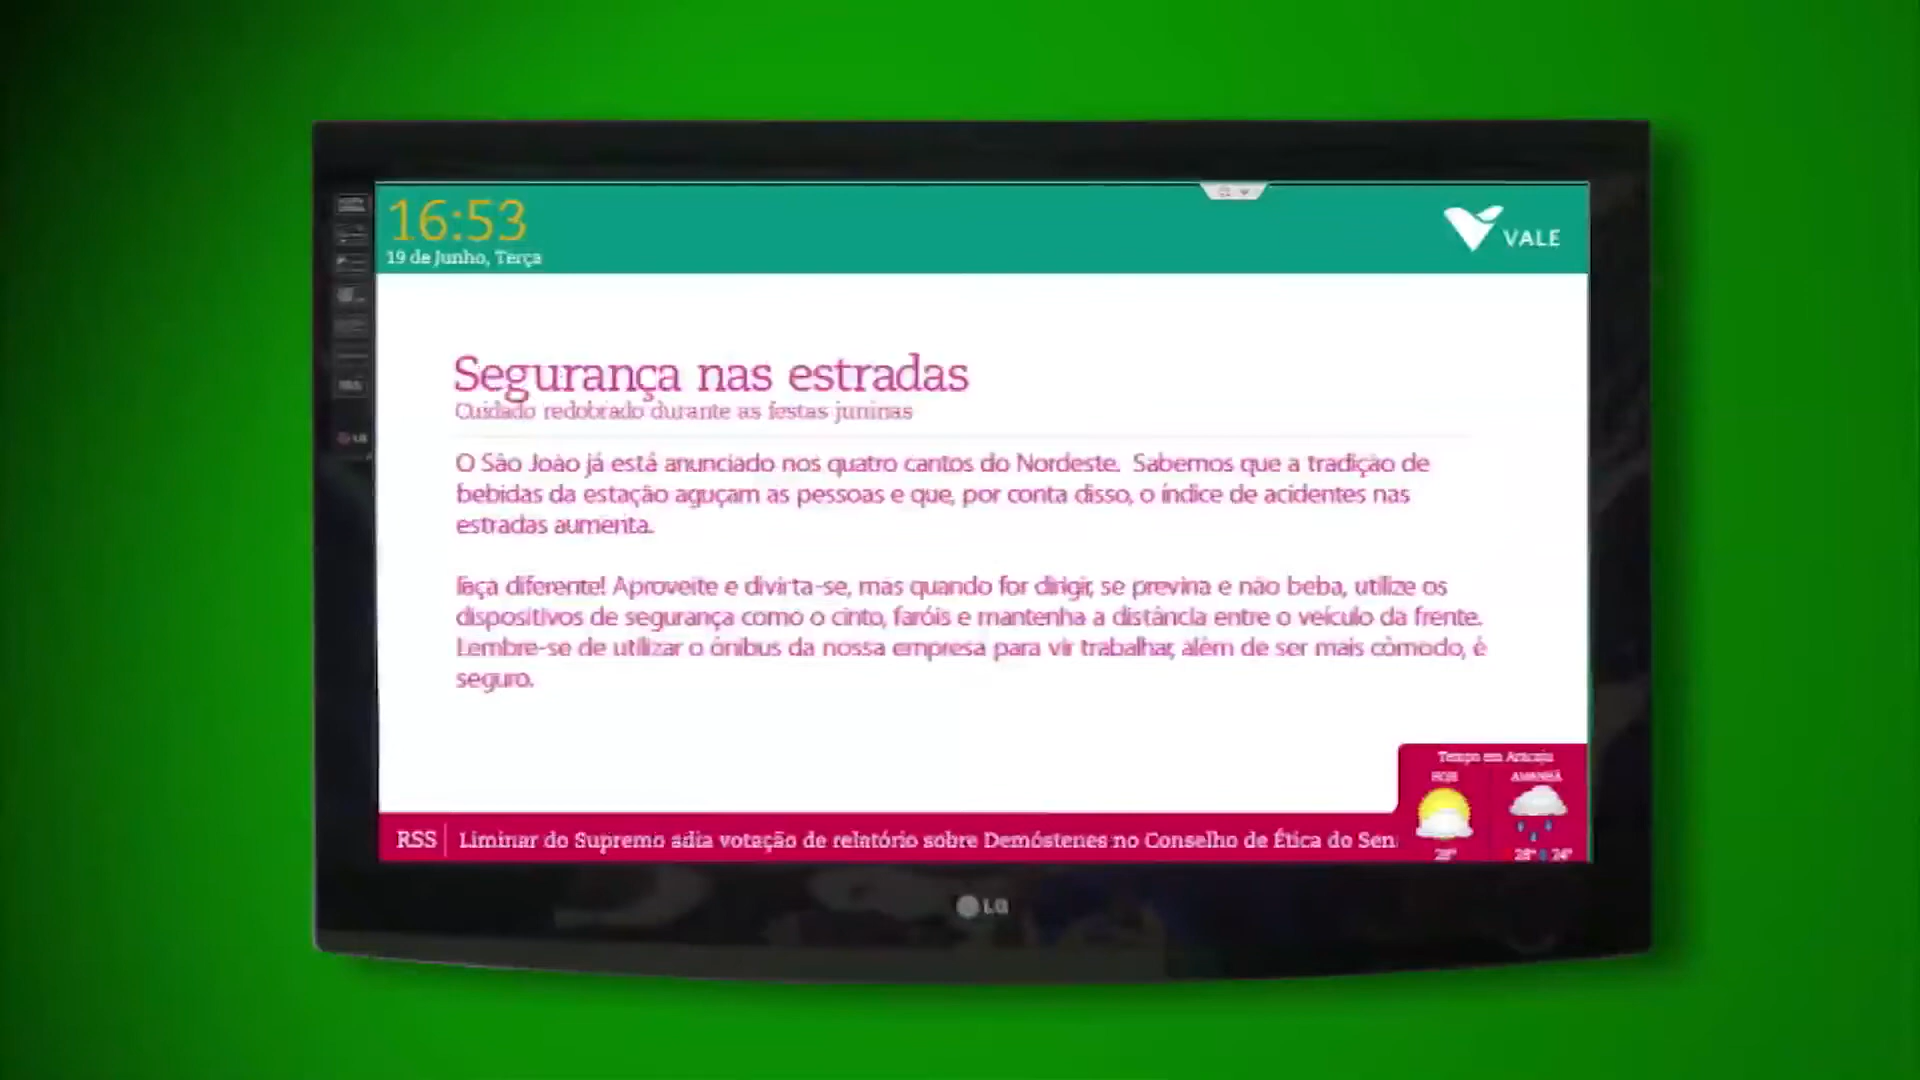 16:53
19 de Junho, Terça
VALE
Segurança nas estradas
Cuidado redobrado durante as festas juninas
O São João já está anunciado nos quatro cantos do Nordeste. Sabemos que a tradição de
bebidas da estação aguçam as pessoas e que, por conta disso, o índice de acidentes nas
estradas aumenta.
Faça diferente! Aproveite e divirta-se, mas quando for dirigir, se previna e não beba, utilize os
dispositivos de segurança como o cinto, faróis e mantenha a distância entre o veículo da frente.
Lembre-se de utilizar o ônibus da nossa empresa para vir trabalhar, além de ser mais cômodo, é
seguro.
Tempo em Aracaju
HOJE AMANHÃ
28° 28° 24°
RSS Liminar do Supremo adia votação de relatório sobre Demóstenes no Conselho de Ética do Sen
LG